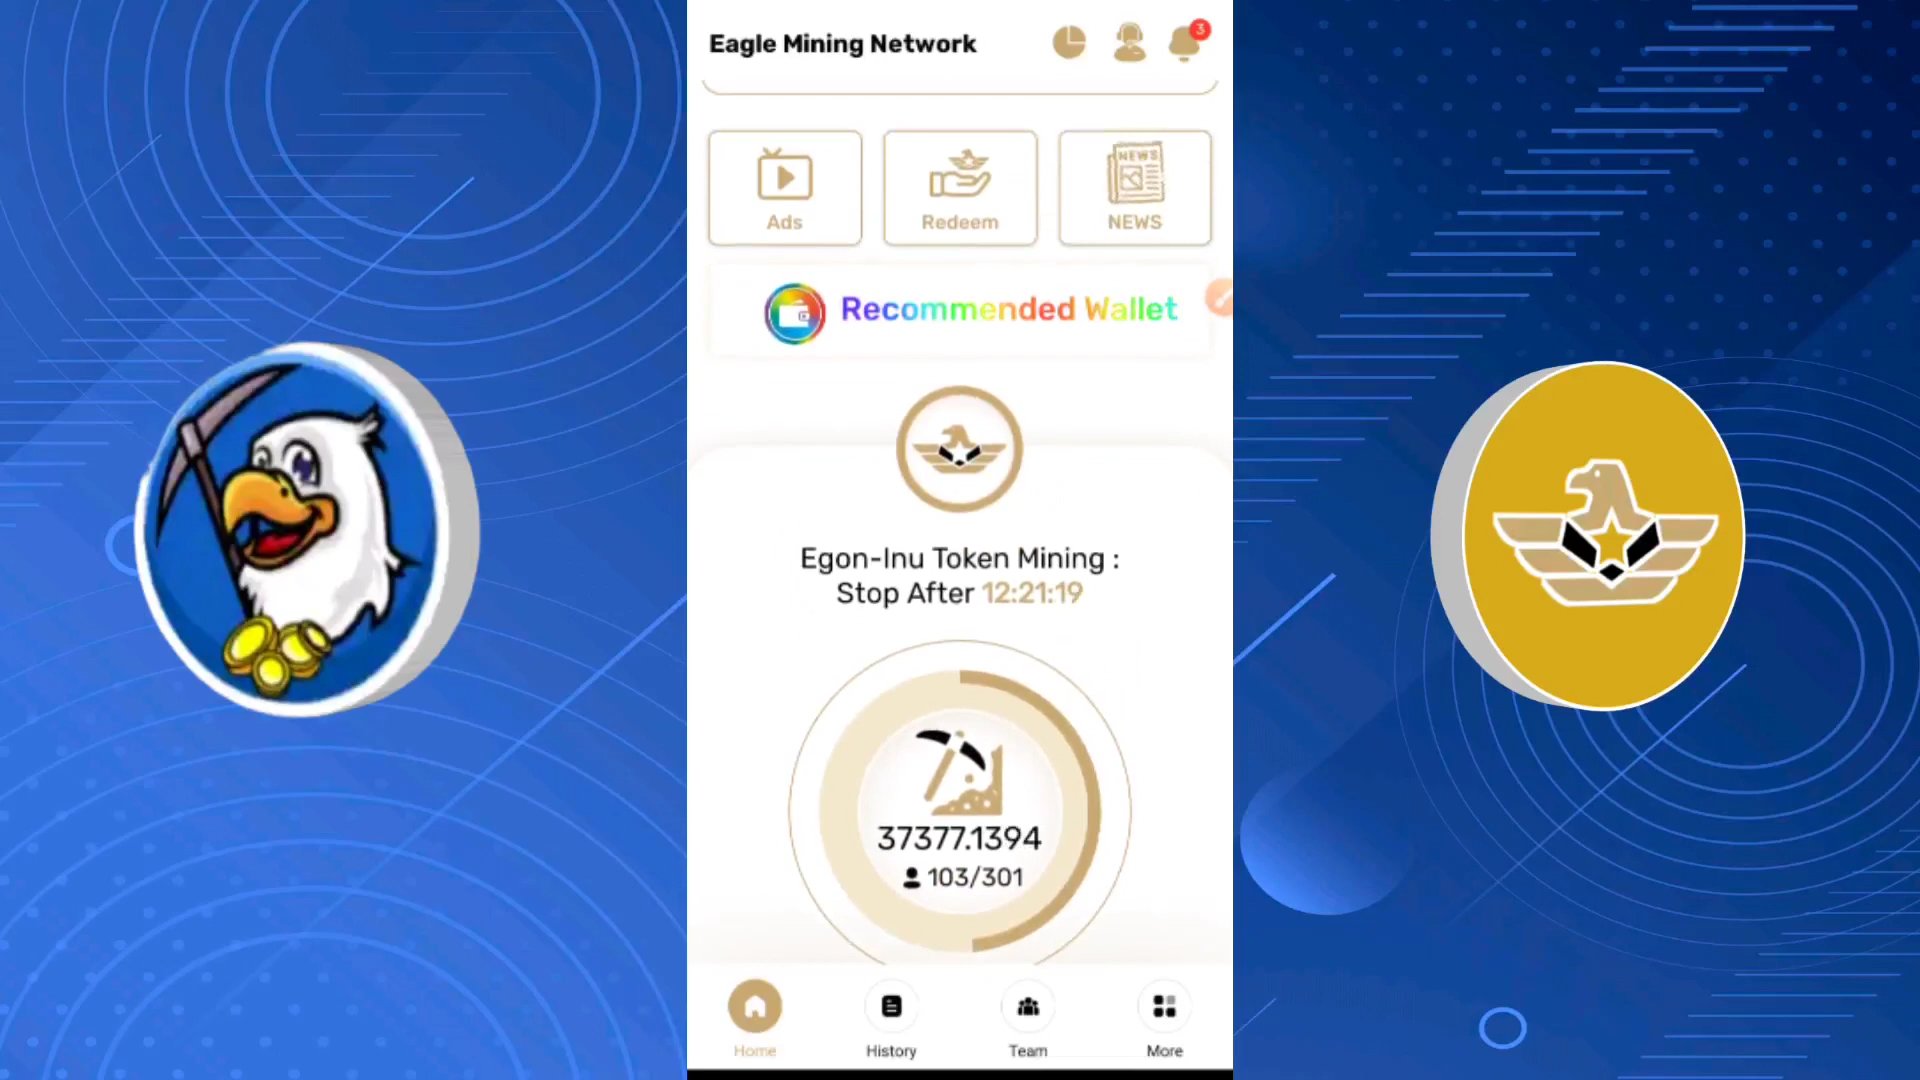 Eagle Mining Network
3
Ads
Redeem
NEWS
NEWS
Recommended Wallet
Egon-Inu Token Mining :
Stop After 12:21:19
37377.1394
103/301
Home
History
Team
More